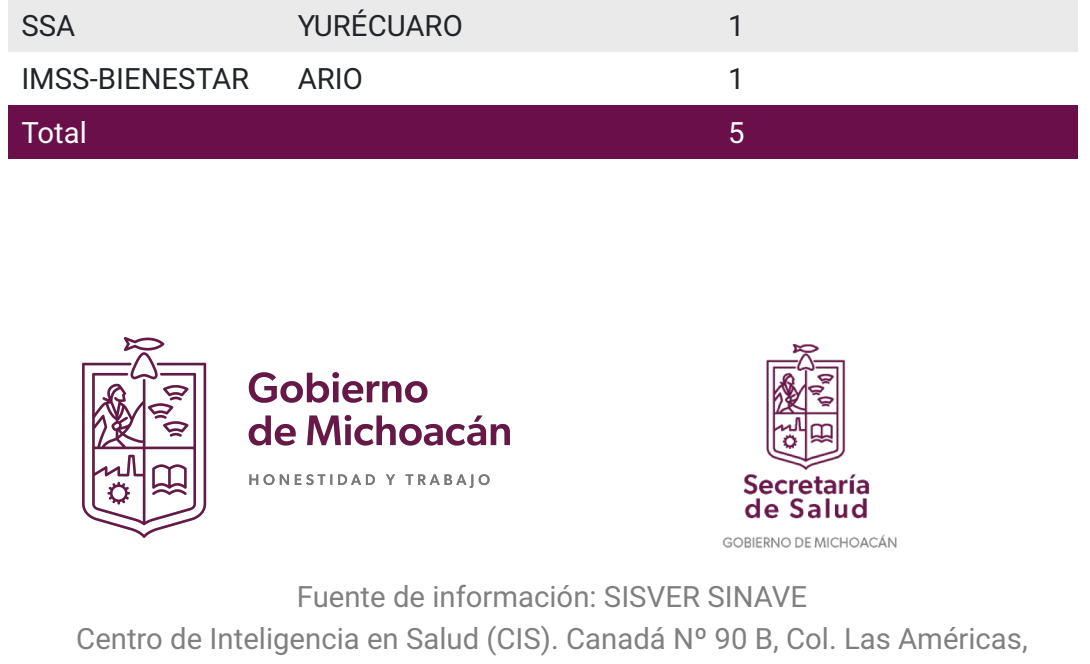 SSA YURÉCUARO 1
IMSS-BIENESTAR ARIO 1
Total 5
Gobierno
de Michoacán
HONESTIDAD Y TRABAJO
Secretaría
de Salud
GOBIERNO DE MICHOACÁN
Fuente de información: SISVER SINAVE
Centro de Inteligencia en Salud (CIS). Canadá Nº 90 B, Col. Las Américas,